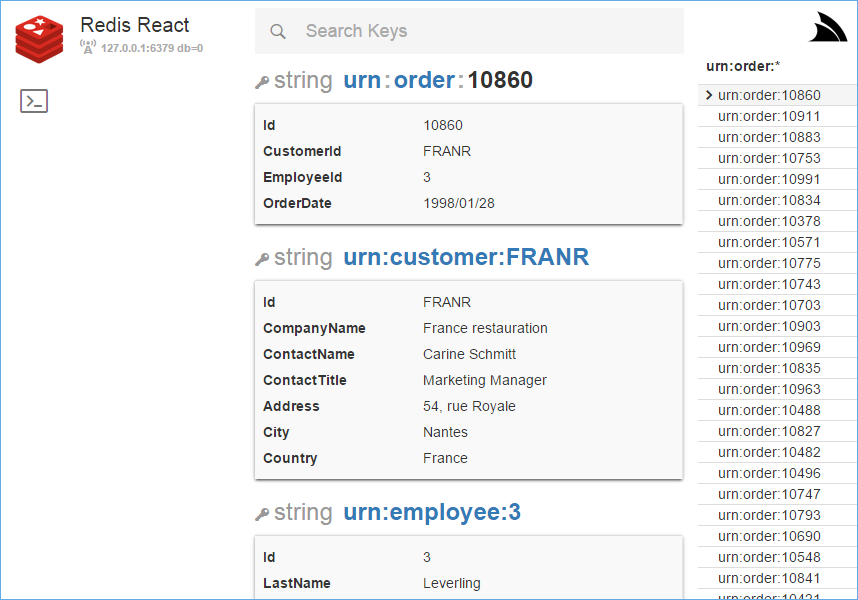 Redis React
127.0.0.1:6379 db=0
>_
Search Keys
string urn:order:10860
Id 10860
CustomerId FRANR
EmployeeId 3
OrderDate 1998/01/28
string urn:customer:FRANR
Id FRANR
CompanyName France restauration
ContactName Carine Schmitt
ContactTitle Marketing Manager
Address 54, rue Royale
City Nantes
Country France
string urn:employee:3
Id 3
LastName Leverling
urn:order:*
urn:order:10860
urn:order:10911
urn:order:10883
urn:order:10753
urn:order:10991
urn:order:10834
urn:order:10378
urn:order:10571
urn:order:10775
urn:order:10743
urn:order:10703
urn:order:10903
urn:order:10969
urn:order:10835
urn:order:10963
urn:order:10488
urn:order:10827
urn:order:10482
urn:order:10496
urn:order:10747
urn:order:10793
urn:order:10690
urn:order:10548
urn:order:10841
urn:order:10421